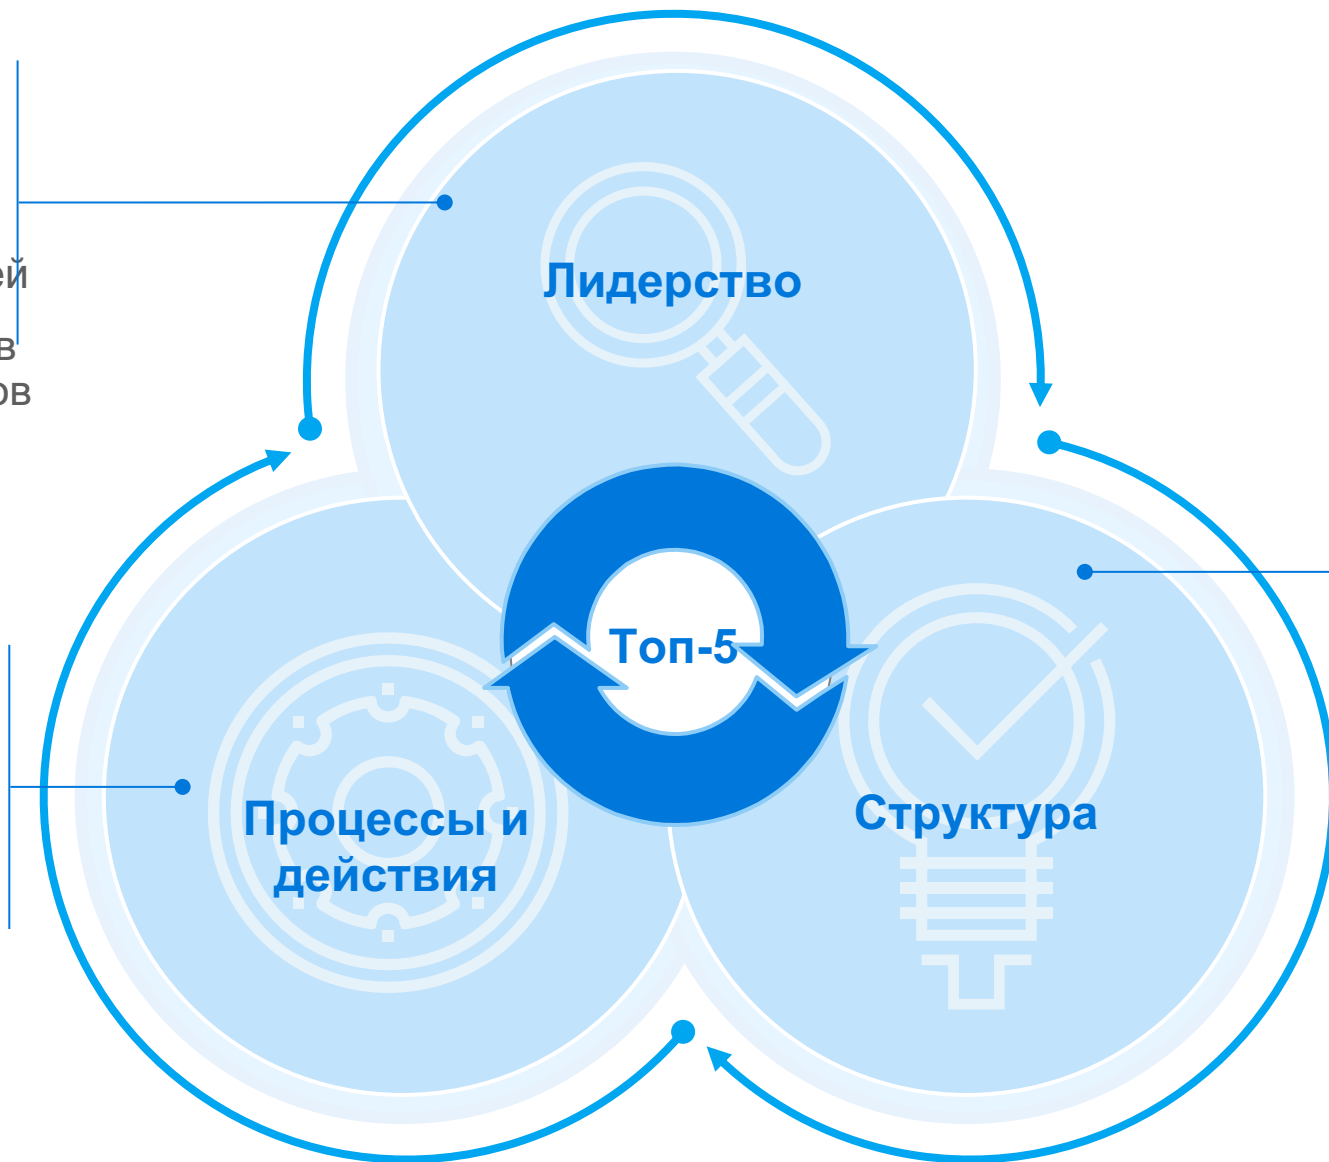 Лидерство
Топ-5
Процессы и
действия
Структура